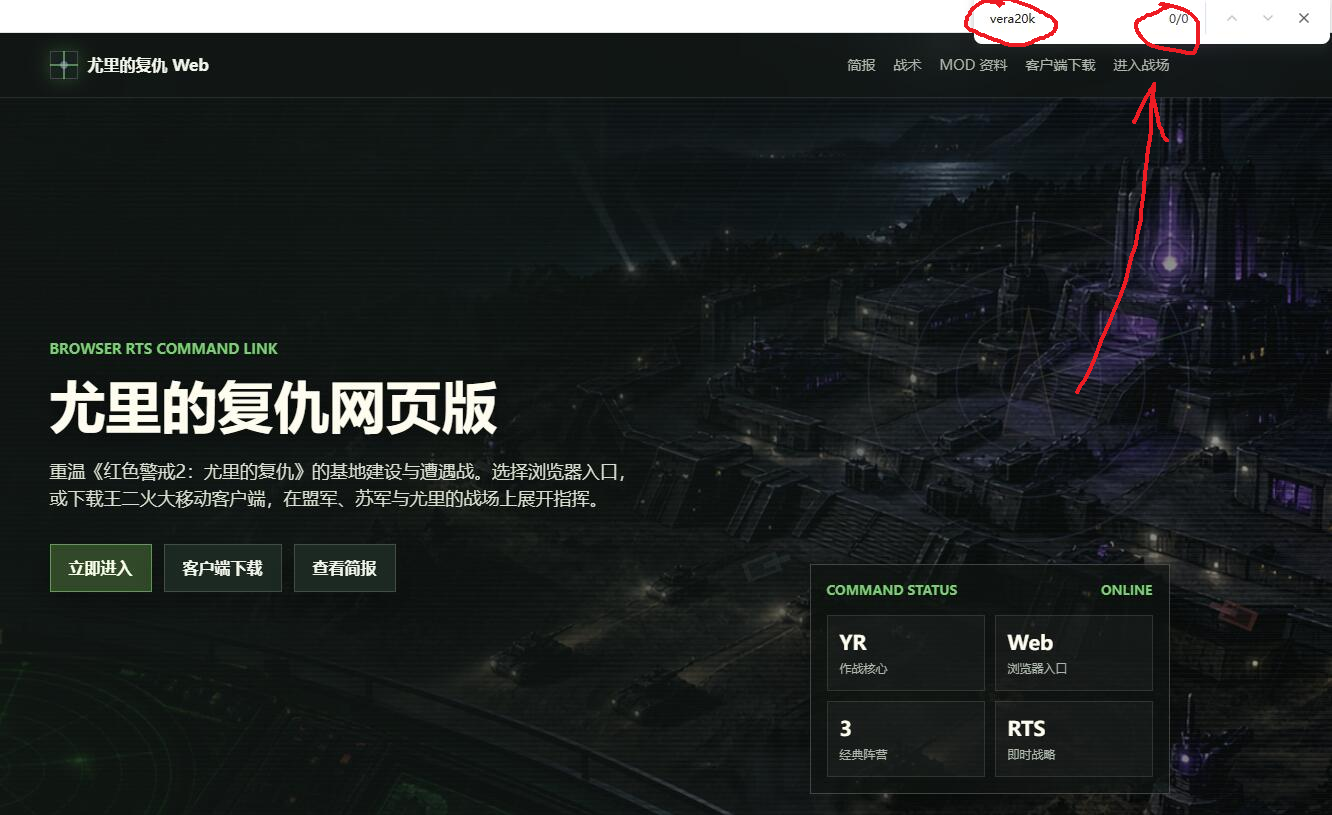 vera20k 0/0
尤里的复仇 Web 简报 战术 MOD 资料 客户端下载 进入战场
BROWSER RTS COMMAND LINK
尤里的复仇网页版
重温《红色警戒2：尤里的复仇》的基地建设与遭遇战。选择浏览器入口，
或下载王二火大移动客户端，在盟军、苏军与尤里的战场上展开指挥。
立即进入 客户端下载 查看简报
COMMAND STATUS ONLINE
YR
作战核心
Web
浏览器入口
3
经典阵营
RTS
即时战略